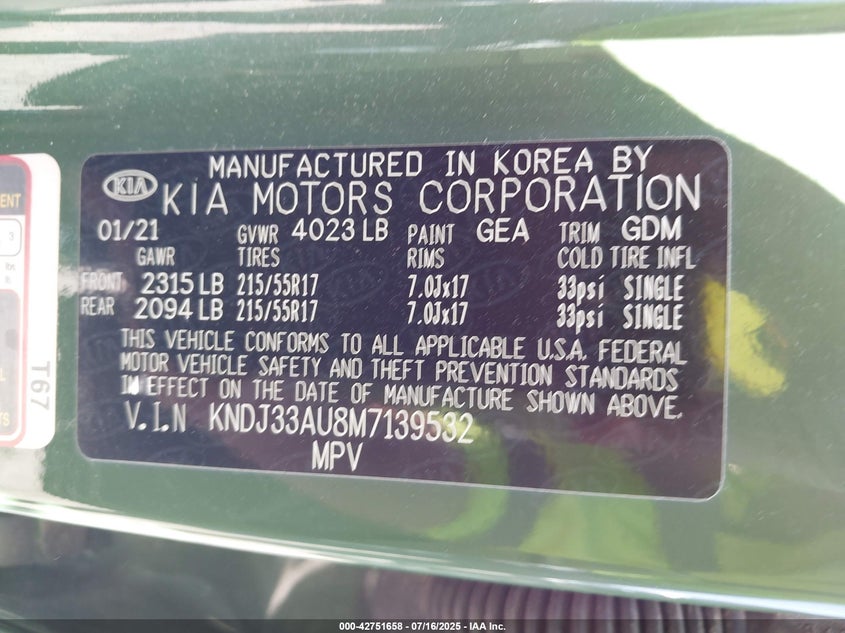 MANUFACTURED IN KOREA BY
KIA KIA MOTORS CORPORATION
01/21 GVWR 4023 LB PAINT GEA TRIM GDM
GAWR TIRES RIMS COLD TIRE INFL
FRONT 2315 LB 215/55R17 7.0Jx17 33psi SINGLE
REAR 2094 LB 215/55R17 7.0Jx17 33psi SINGLE
THIS VEHICLE CONFORMS TO ALL APPLICABLE U.S.A. FEDERAL
MOTOR VEHICLE SAFETY AND THEFT PREVENTION STANDARDS
IN EFFECT ON THE DATE OF MANUFACTURE SHOWN ABOVE.
V.I.N KNDJ33AU8M7139532
MPV
T67
000-42751658 - 07/16/2025 - IAA Inc.